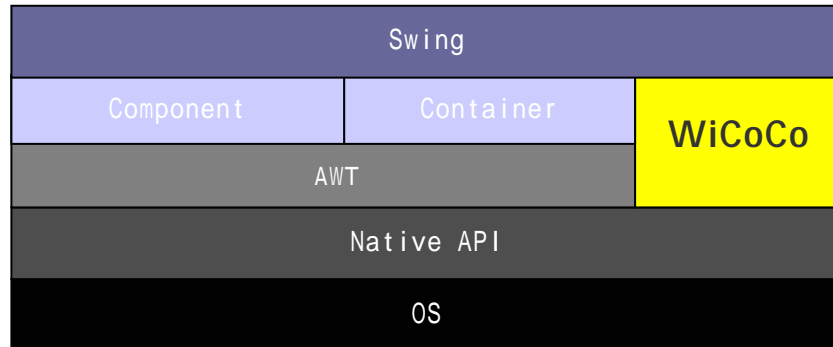 Swing
Component
Container
WiCoCo
AWT
Native API
OS